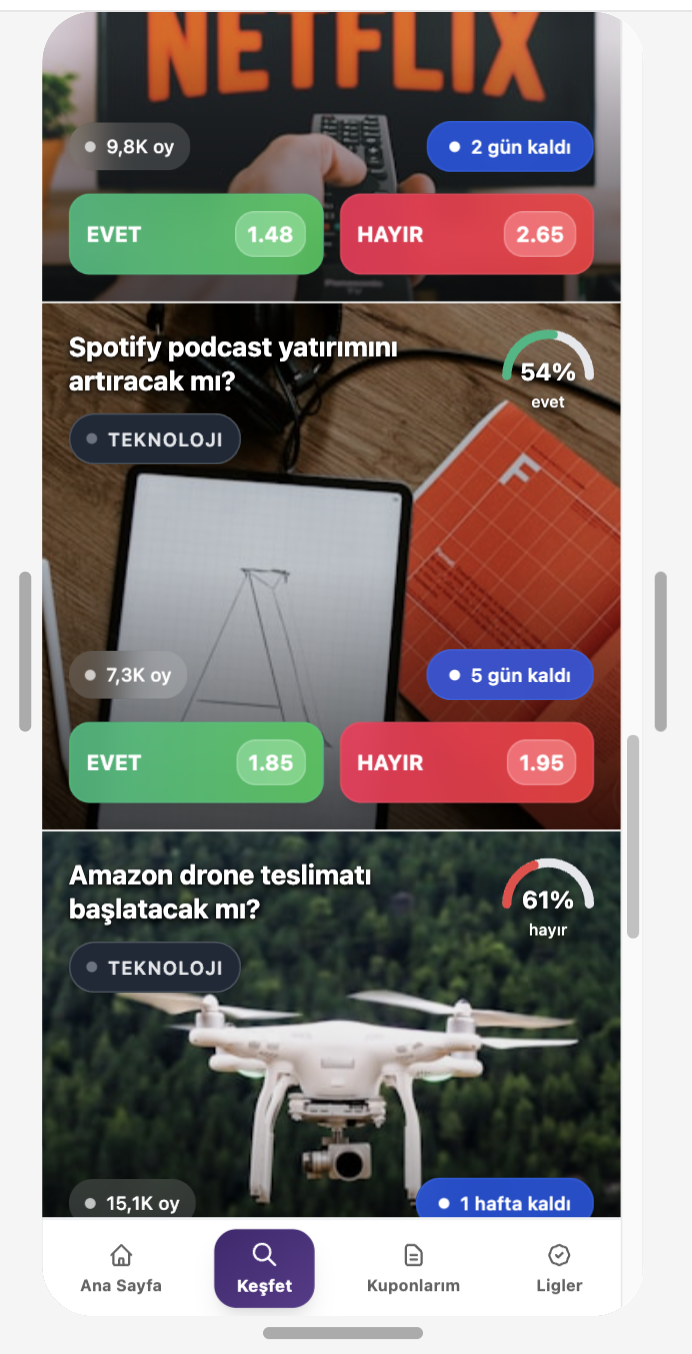 NETFLIX
9,8K oy
2 gün kaldı
EVET 1.48
HAYIR 2.65
Spotify podcast yatırımını
artıracak mı?
54%
evet
TEKNOLOJI
F
7,3K oy
5 gün kaldı
EVET 1.85
HAYIR 1.95
Amazon drone teslimatı
başlatacak mı?
61%
hayır
TEKNOLOJI
15,1K oy
1 hafta kaldı
Ana Sayfa
Keşfet
Kuponlarım
Ligler